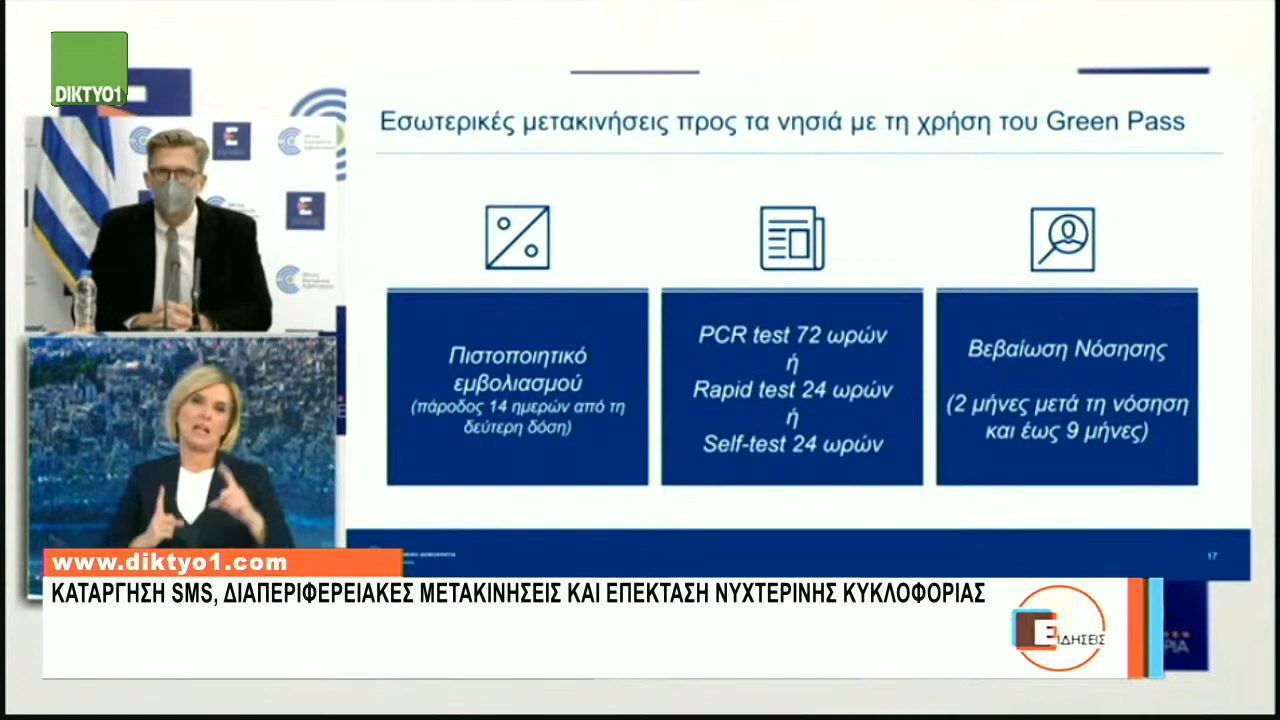 ΔΙΚΤΥΟ1
Εσωτερικές μετακινήσεις προς τα νησιά με τη χρήση του Green Pass
Πιστοποιητικό
εμβολιασμού
(πάροδος 14 ημερών από τη
δεύτερη δόση)
PCR test 72 ωρών
ή
Rapid test 24 ωρών
ή
Self-test 24 ωρών
Βεβαίωση Νόσησης
(2 μήνες μετά τη νόσηση
και έως 9 μήνες)
17
www.diktyo1.com
ΚΑΤΑΡΓΗΣΗ SMS, ΔΙΑΠΕΡΙΦΕΡΕΙΑΚΕΣ ΜΕΤΑΚΙΝΗΣΕΙΣ ΚΑΙ ΕΠΕΚΤΑΣΗ ΝΥΧΤΕΡΙΝΗΣ ΚΥΚΛΟΦΟΡΙΑΣ
ΕΙΔΗΣΕΙΣ